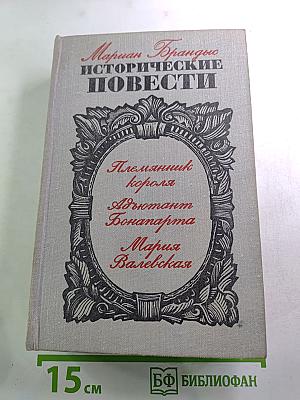 Мариан Брандыс
ИСТОРИЧЕСКИЕ
ПОВЕСТИ
Племянник
короля
Адъютант
Бонапарта
Мария
Валевская
15 см
БФ БИБЛИОФАН